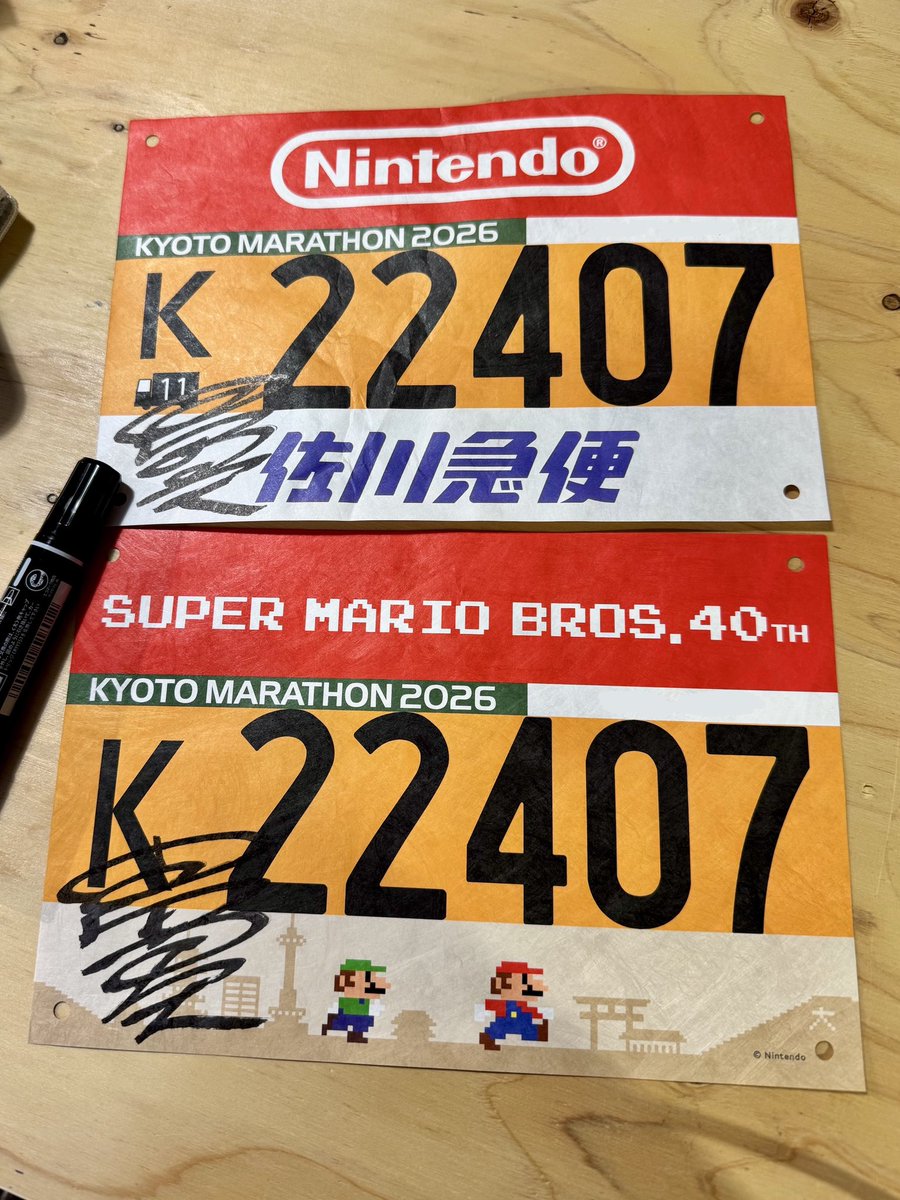 Nintendo®
KYOTO MARATHON 2026
K 22407
11
佐川急便
SUPER MARIO BROS.40TH
KYOTO MARATHON 2026
K 22407
大
© Nintendo